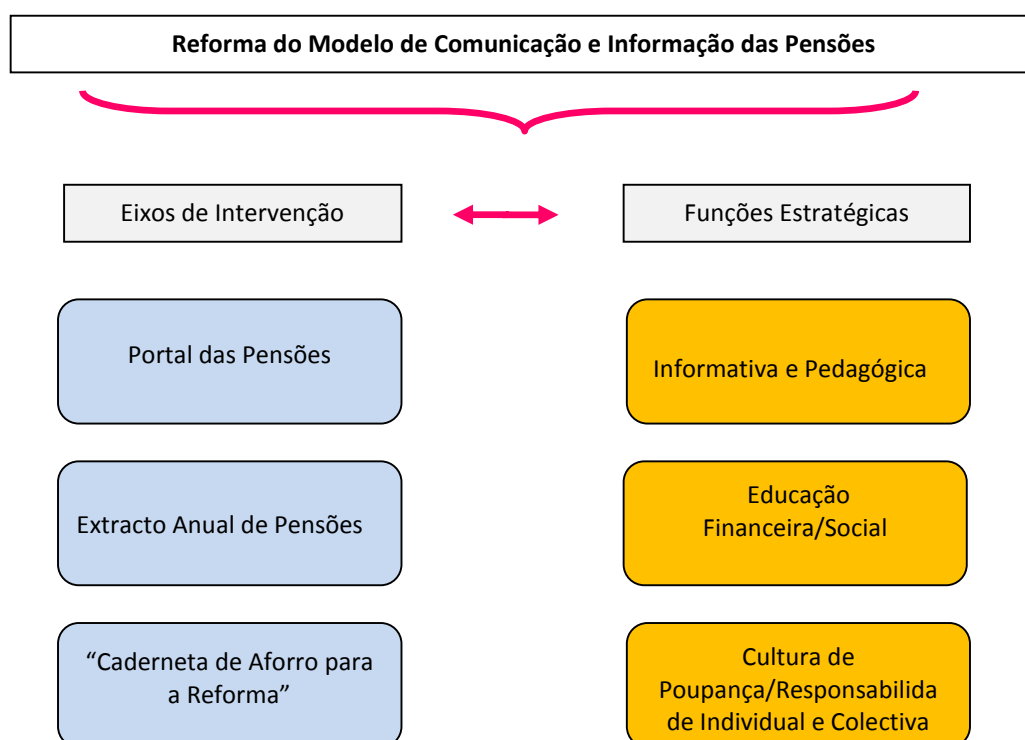 Reforma do Modelo de Comunicação e Informação das Pensões
Eixos de Intervenção
Funções Estratégicas
Portal das Pensões
Informativa e Pedagógica
Extracto Anual de Pensões
Educação
Financeira/Social
“Caderneta de Aforro para
a Reforma”
Cultura de
Poupança/Responsabilida
de Individual e Colectiva